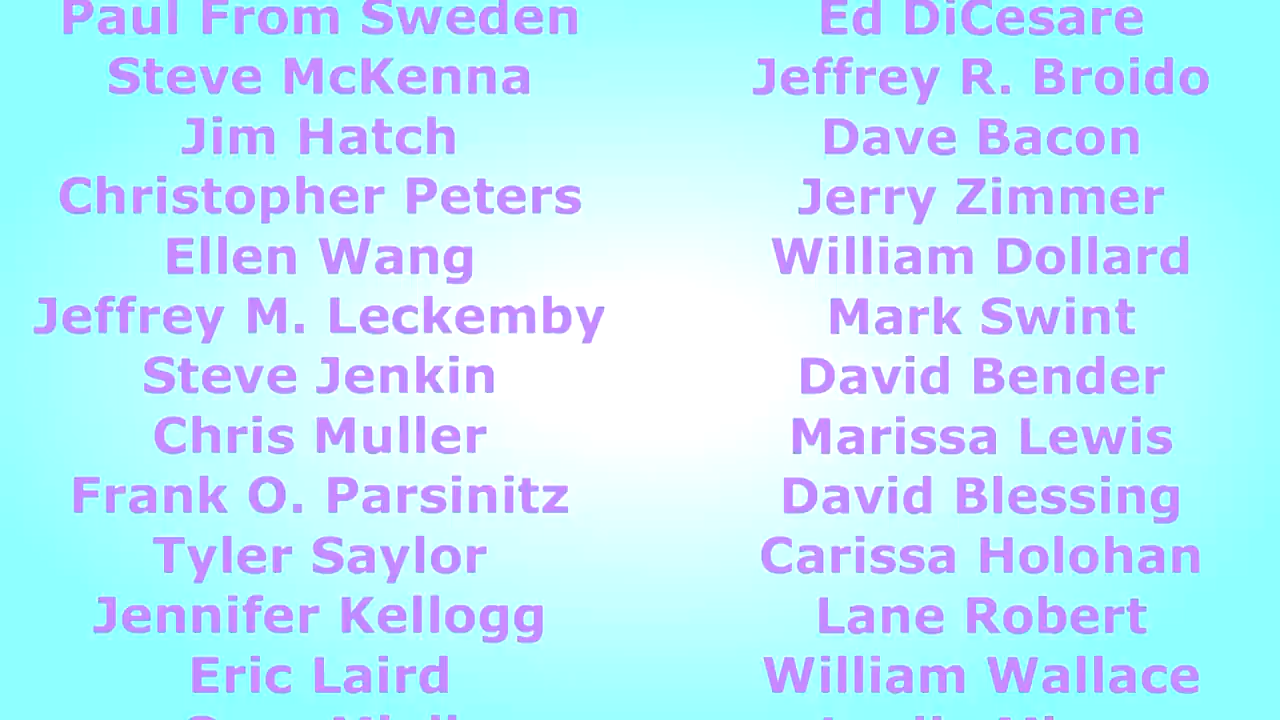 Paul From Sweden
Steve McKenna
Jim Hatch
Christopher Peters
Ellen Wang
Jeffrey M. Leckemby
Steve Jenkin
Chris Muller
Frank O. Parsinitz
Tyler Saylor
Jennifer Kellogg
Eric Laird
Ed DiCesare
Jeffrey R. Broido
Dave Bacon
Jerry Zimmer
William Dollard
Mark Swint
David Bender
Marissa Lewis
David Blessing
Carissa Holohan
Lane Robert
William Wallace